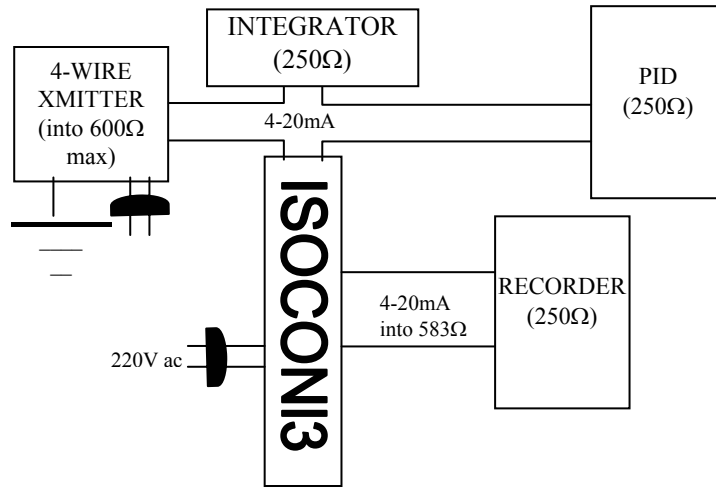 INTEGRATOR
(250Ω)
4-WIRE
XMITTER
(into 600Ω
max)
PID
(250Ω)
4-20mA
ISOCONI3
RECORDER
(250Ω)
4-20mA
into 583Ω
220V ac